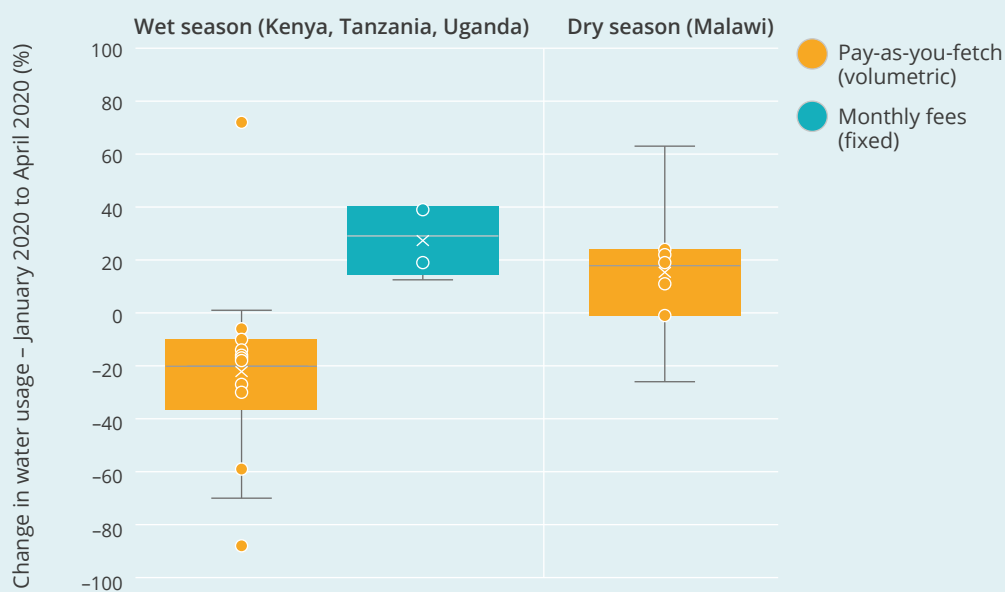 Wet season (Kenya, Tanzania, Uganda)
Dry season (Malawi)
Change in water usage – January 2020 to April 2020 (%)
100
80
60
40
20
0
–20
–40
–60
–80
–100
Pay-as-you-fetch
(volumetric)
Monthly fees
(fixed)